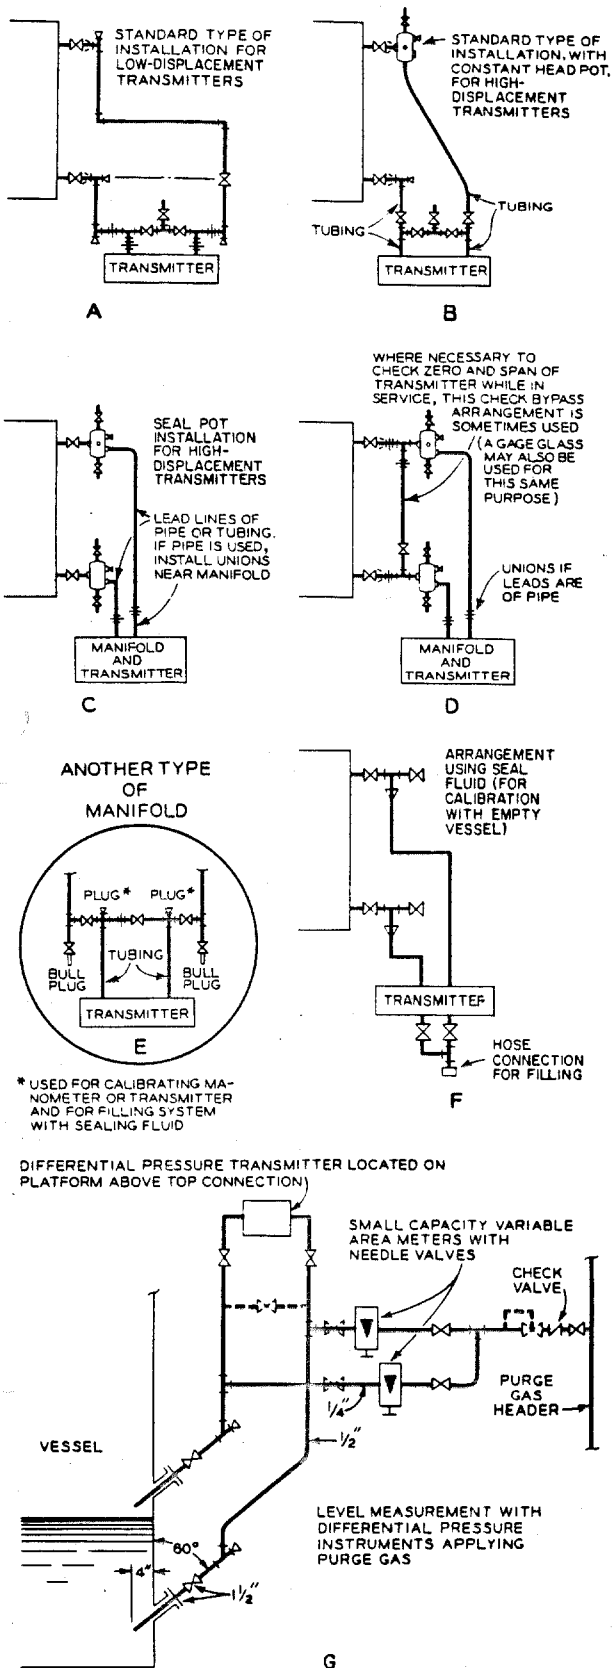 STANDARD TYPE OF
INSTALLATION FOR
LOW-DISPLACEMENT
TRANSMITTERS
TRANSMITTER
A
STANDARD TYPE OF
INSTALLATION, WITH
CONSTANT HEAD POT,
FOR HIGH-
DISPLACEMENT
TRANSMITTERS
TUBING
TUBING
TRANSMITTER
B
SEAL POT
INSTALLATION
FOR HIGH-
DISPLACEMENT
TRANSMITTERS
LEAD LINES OF
PIPE OR TUBING.
IF PIPE IS USED,
INSTALL UNIONS
NEAR MANIFOLD
MANIFOLD
AND
TRANSMITTER
C
WHERE NECESSARY TO
CHECK ZERO AND SPAN OF
TRANSMITTER WHILE IN
SERVICE, THIS CHECK BYPASS
ARRANGEMENT IS
SOMETIMES USED
(A GAGE GLASS
MAY ALSO BE
USED FOR
THIS SAME
PURPOSE)
UNIONS IF
LEADS ARE
OF PIPE
MANIFOLD
AND
TRANSMITTER
D
ANOTHER TYPE
OF
MANIFOLD
PLUG* PLUG*
TUBING
BULL
PLUG
BULL
PLUG
TRANSMITTER
E
* USED FOR CALIBRATING MA-
NOMETER OR TRANSMITTER
AND FOR FILLING SYSTEM
WITH SEALING FLUID
ARRANGEMENT
USING SEAL
FLUID (FOR
CALIBRATION
WITH EMPTY
VESSEL)
TRANSMITTER
HOSE
CONNECTION
FOR FILLING
F
DIFFERENTIAL PRESSURE TRANSMITTER LOCATED ON
PLATFORM ABOVE TOP CONNECTION
SMALL CAPACITY VARIABLE
AREA METERS WITH
NEEDLE VALVES
CHECK
VALVE
PURGE
GAS
HEADER
1/4"
1/2"
VESSEL
60°
4"
1 1/2"
LEVEL MEASUREMENT WITH
DIFFERENTIAL PRESSURE
INSTRUMENTS APPLYING
PURGE GAS
G